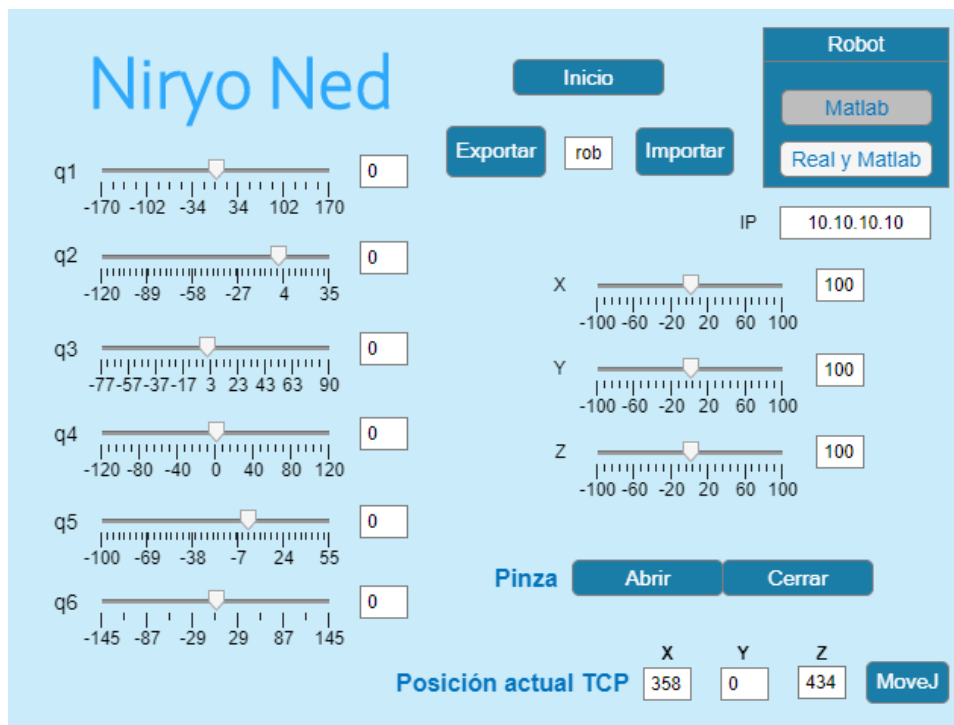 Niryo Ned
Inicio
Robot
Matlab
Real y Matlab
Exportar
rob
Importar
IP
10.10.10.10
q1
0
-170 -102 -34 34 102 170
q2
0
-120 -89 -58 -27 4 35
q3
0
-77 -57 -37 -17 3 23 43 63 90
q4
0
-120 -80 -40 0 40 80 120
q5
0
-100 -69 -38 -7 24 55
q6
0
-145 -87 -29 29 87 145
X
100
-100 -60 -20 20 60 100
Y
100
-100 -60 -20 20 60 100
Z
100
-100 -60 -20 20 60 100
Pinza
Abrir
Cerrar
X Y Z
Posición actual TCP 358 0 434 MoveJ